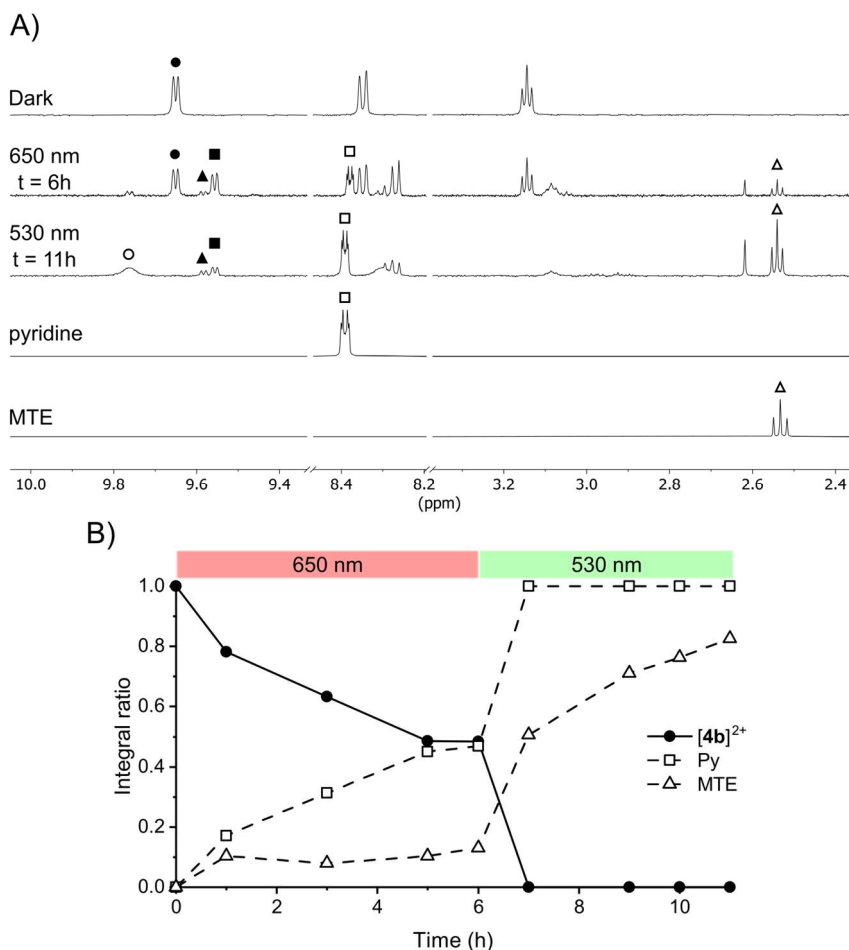 A)
Dark
650 nm
t = 6h
530 nm
t = 11h
pyridine
MTE
10.0 9.8 9.6 9.4 8.4 8.2 3.2 3.0 2.8 2.6 2.4
(ppm)
B)
650 nm 530 nm
1.0
0.8
0.6
0.4
0.2
0.0
Integral ratio
[4b]2+
Py
MTE
0 2 4 6 8 10
Time (h)